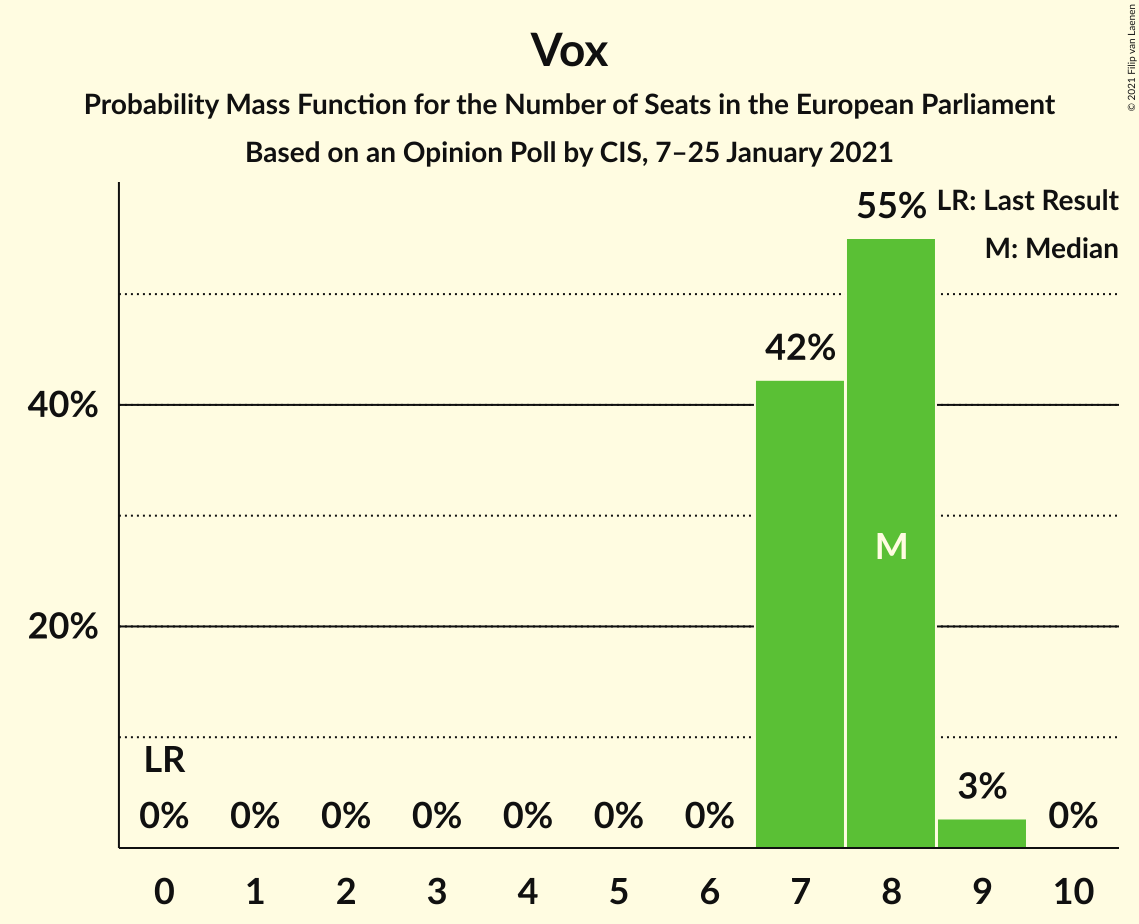 Vox
Probability Mass Function for the Number of Seats in the European Parliament
Based on an Opinion Poll by CIS, 7–25 January 2021
© 2021 Filip van Laenen
LR: Last Result
M: Median
55%
42%
40%
M
20%
LR
3%
0% 0% 0% 0% 0% 0% 0% 0%
0 1 2 3 4 5 6 7 8 9 10